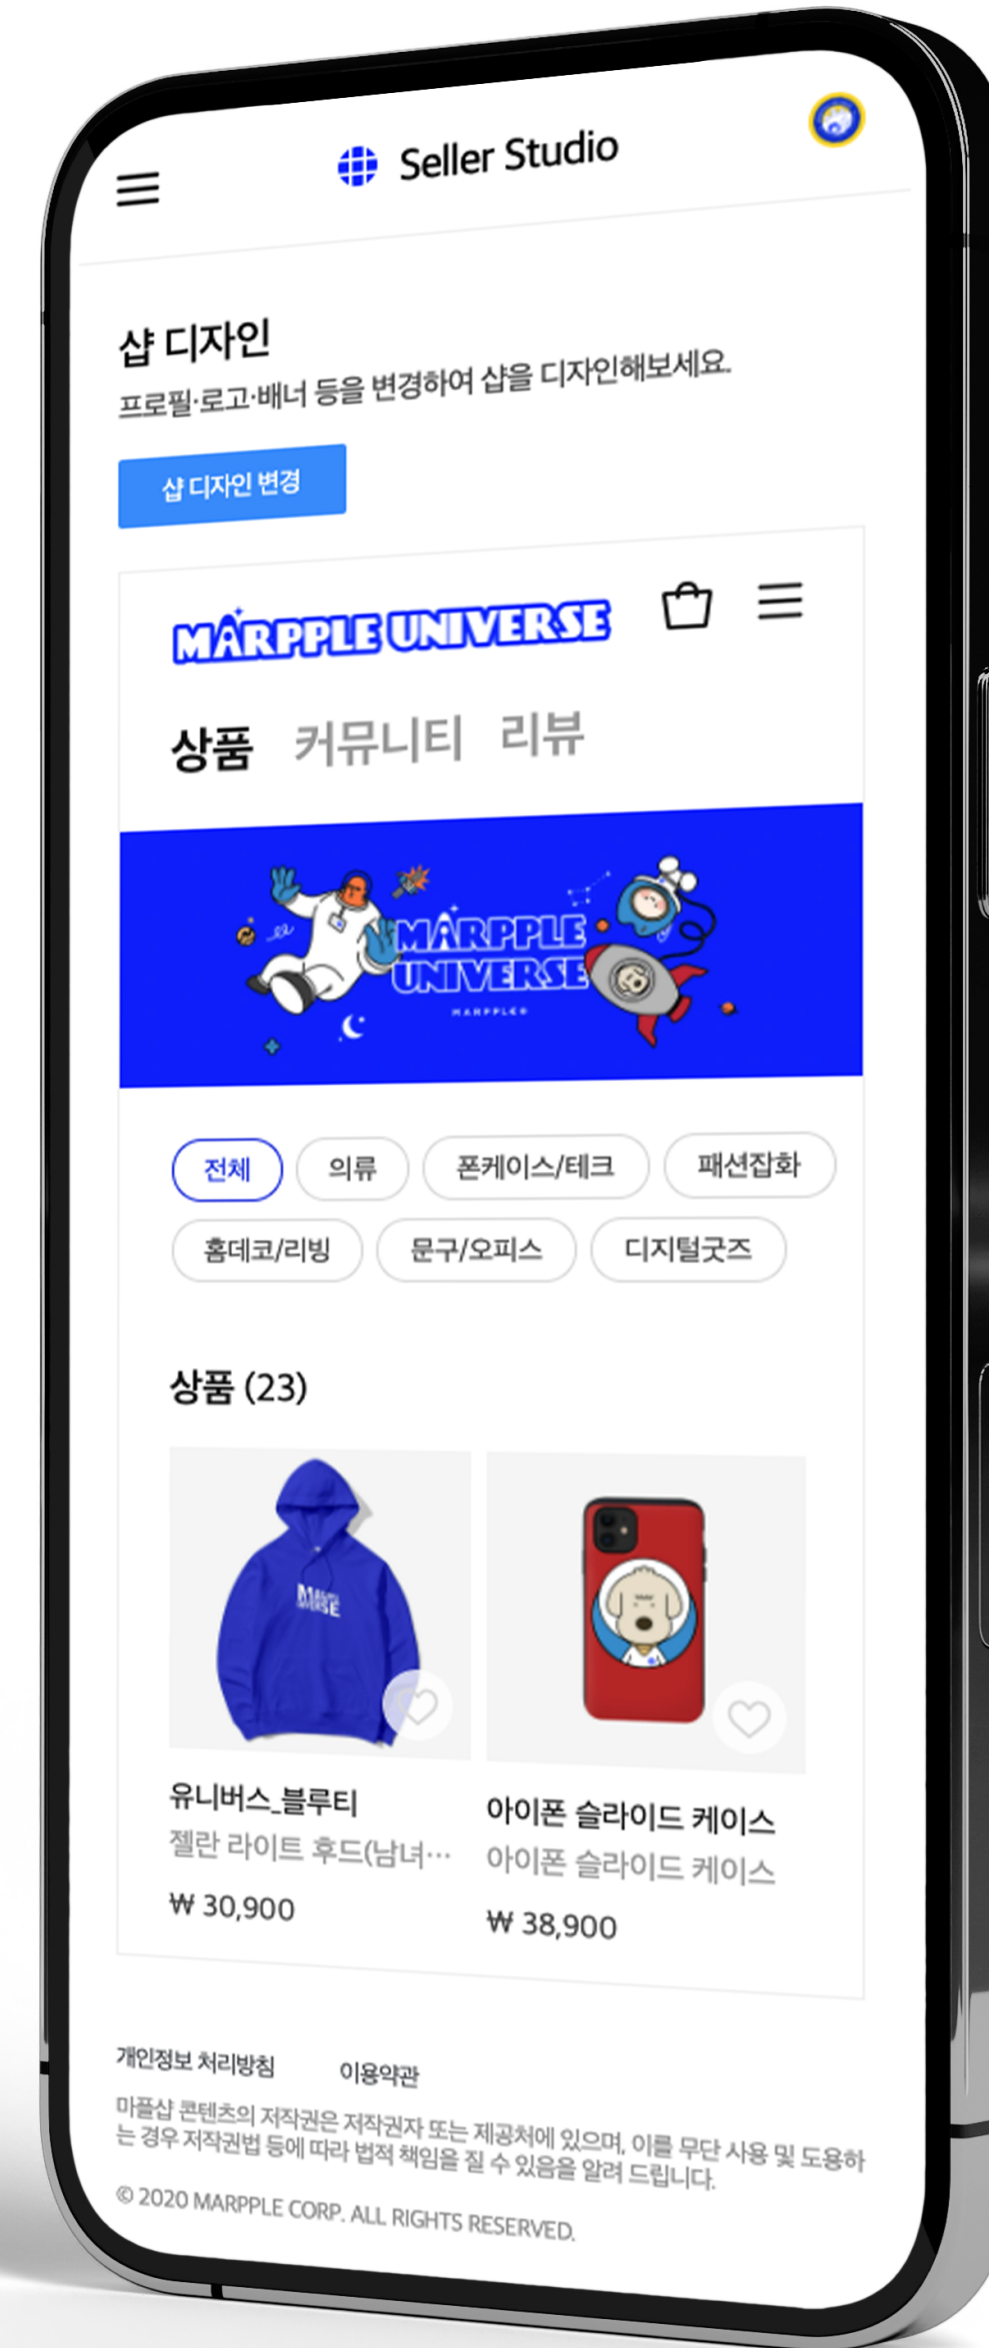 Seller Studio
샵 디자인
프로필·로고·배너 등을 변경하여 샵을 디자인해보세요.
샵 디자인 변경
MARPPLE UNIVERSE
상품 커뮤니티 리뷰
MARPPLE
UNIVERSE
MARPPLE
전체 의류 폰케이스/테크 패션잡화
홈데코/리빙 문구/오피스 디지털굿즈
상품 (23)
유니버스_블루티 아이폰 슬라이드 케이스
젤란 라이트 후드(남녀··· 아이폰 슬라이드 케이스
₩ 30,900 ₩ 38,900
개인정보 처리방침 이용약관
마플샵 콘텐츠의 저작권은 저작권자 또는 제공처에 있으며, 이를 무단 사용 및 도용하
는 경우 저작권법 등에 따라 법적 책임을 질 수 있음을 알려 드립니다.
© 2020 MARPPLE CORP. ALL RIGHTS RESERVED.